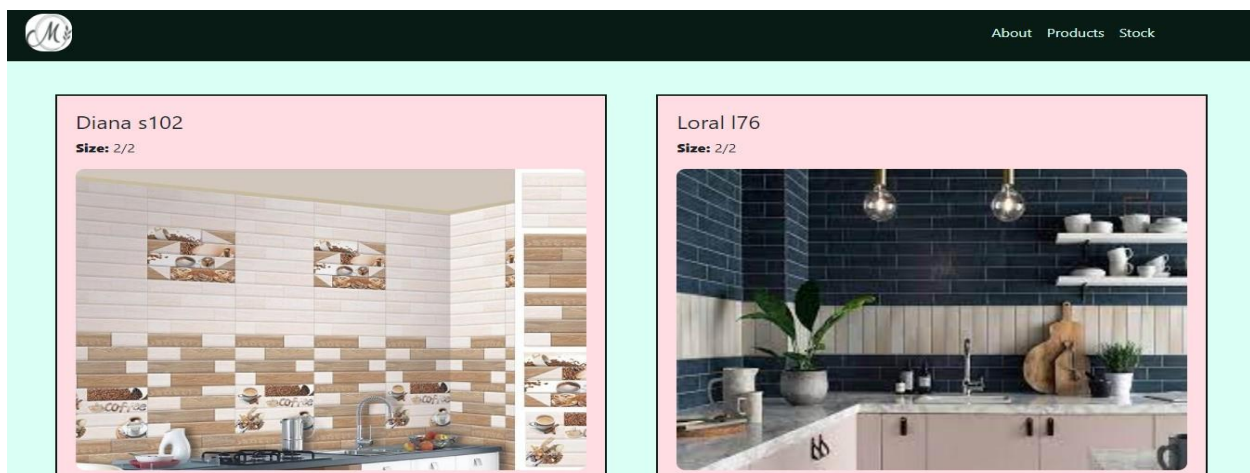 M
About Products Stock
Diana s102
Size: 2/2
Loral l76
Size: 2/2
coffee
coffee